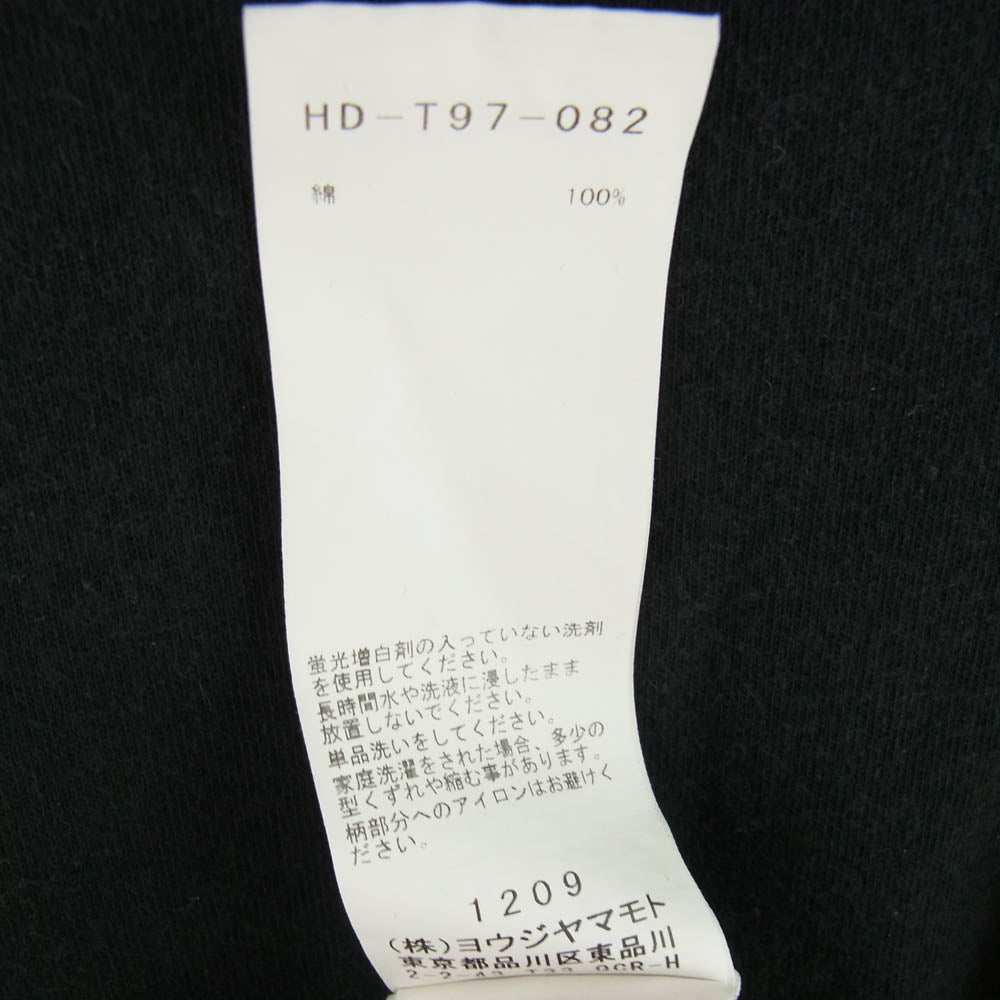 HD-T97-082
綿 100%
蛍光増白剤の入っていない洗剤
を使用してください。
長時間水や洗液に浸したまま
放置しないでください。
単品洗いをしてください。
家庭洗濯をされた場合、多少の
型くずれや縮む事があります。
柄部分へのアイロンはお避けく
ださい。
1209
(株)ヨウジヤマモト
東京都品川区東品川
2-2-43 T33 9CR-H